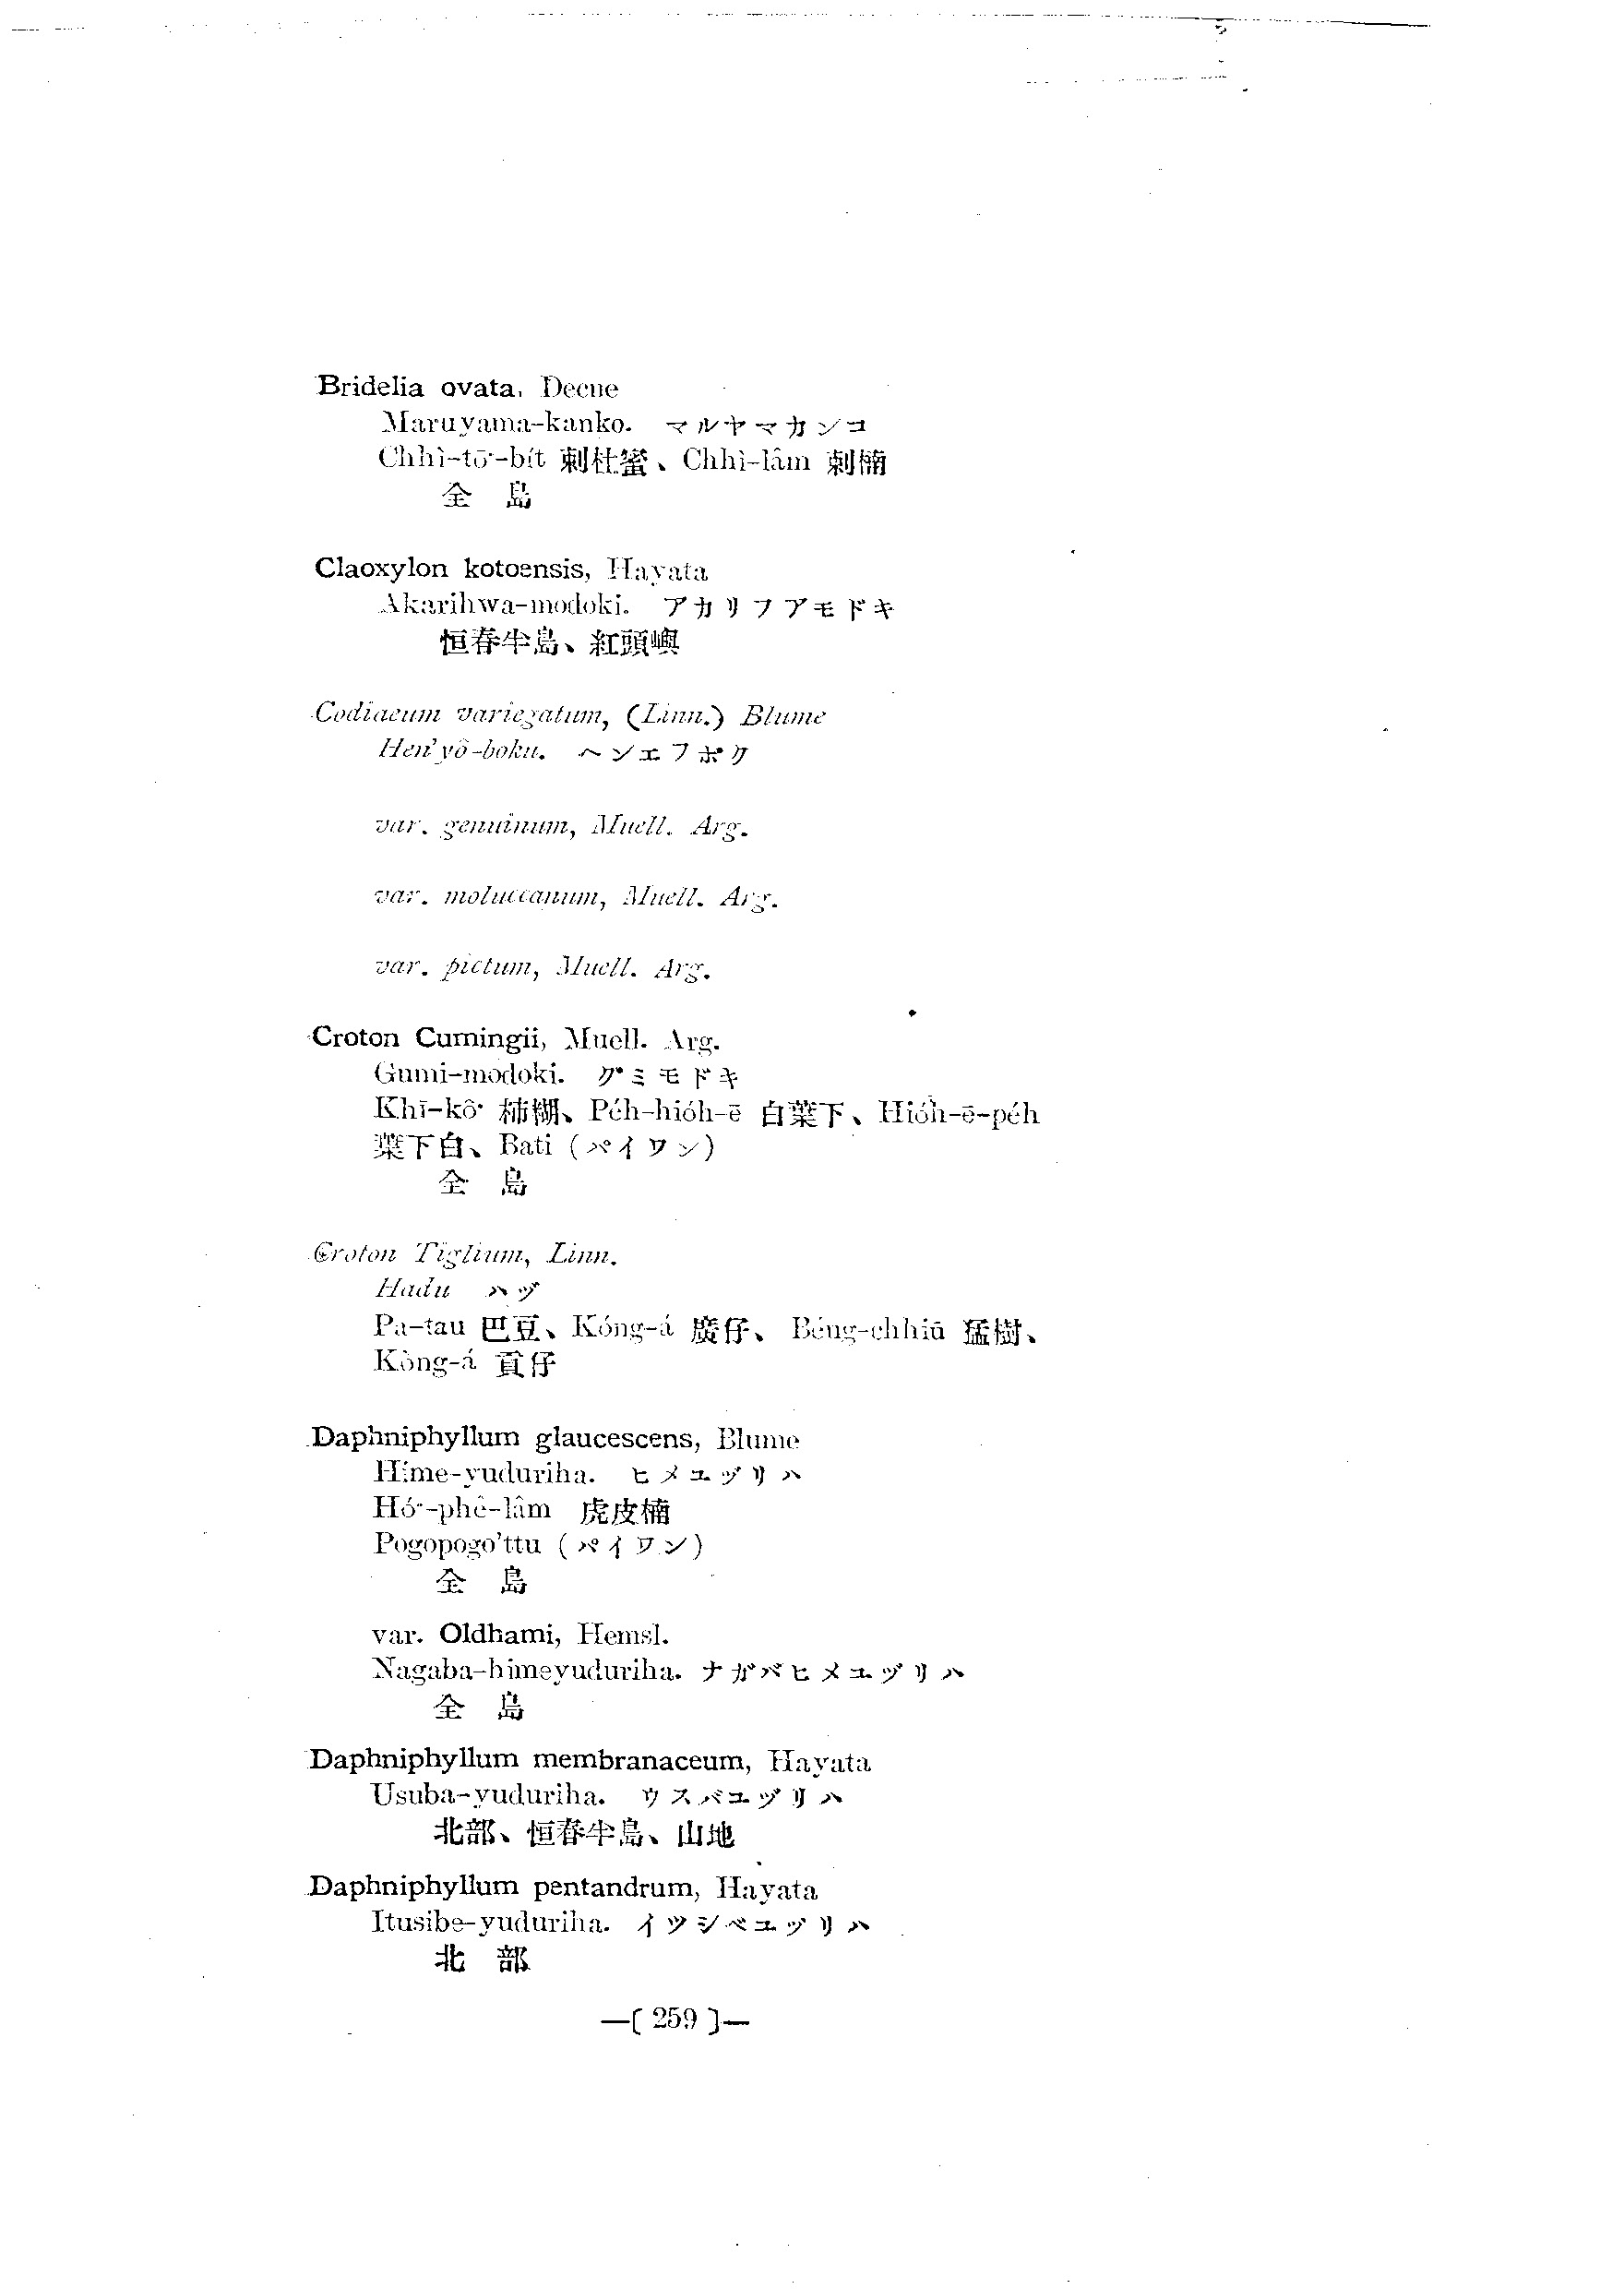 Bridelia ovata, Decne
Maruyama-kanko. マルヤマカンコ
Chhì-tō͘-bít 刺杜蜜、Chhì-lâm 刺楠
全 島
Claoxylon kotoensis, Hayata
Akarihwa-modoki. アカリフアモドキ
恒春半島、紅頭嶼
Codiaeum variegatum, (Linn.) Blume
Hen'yō-boku. ヘンエフボク
var. genuinum, Muell. Arg.
var. moluccanum, Muell. Arg.
var. pictum, Muell. Arg.
Croton Cumingii, Muell. Arg.
Gumi-modoki. グミモドキ
Khī-kô͘ 柿糊、Pe̍h-hio̍h-ē 白葉下、Hio̍h-ē-pe̍h
葉下白、Bati (パイワン)
全 島
Croton Tiglium, Linn.
Hadu ハヅ
Pa-tau 巴豆、Kóng-á 廣仔、Béng-chhiū 猛樹、
Kòng-á 貢仔
Daphniphyllum glaucescens, Blume
Hime-yuduriha. ヒメユヅリハ
Hó͘-phê-lâm 虎皮楠
Pogopogo'ttu (パイワン)
全 島
var. Oldhami, Hemsl.
Nagaba-himeyuduriha. ナガバヒメユヅリハ
全 島
Daphniphyllum membranaceum, Hayata
Usuba-yuduriha. ウスバユヅリハ
北部、恒春半島、山地
Daphniphyllum pentandrum, Hayata
Itusibe-yuduriha. イツシベユヅリハ
北 部
—( 259 )—